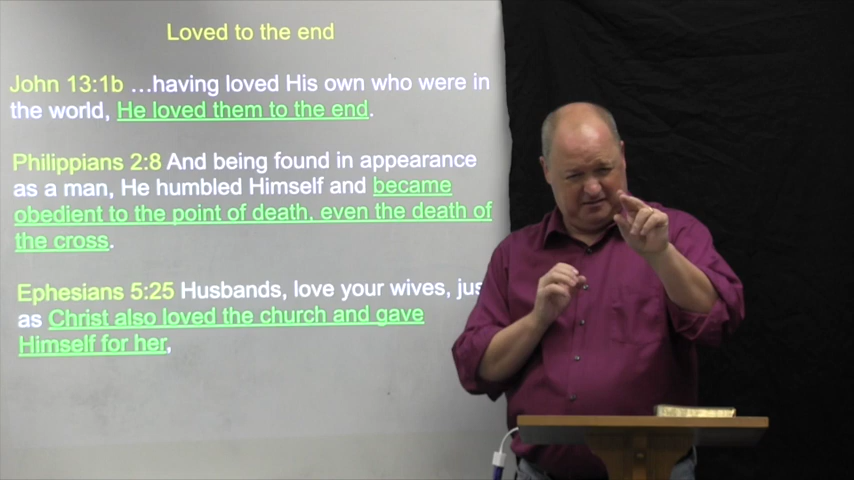 Loved to the end
John 13:1b …having loved His own who were in
the world, He loved them to the end.
Philippians 2:8 And being found in appearance
as a man, He humbled Himself and became
obedient to the point of death, even the death of
the cross.
Ephesians 5:25 Husbands, love your wives, jus
as Christ also loved the church and gave
Himself for her,